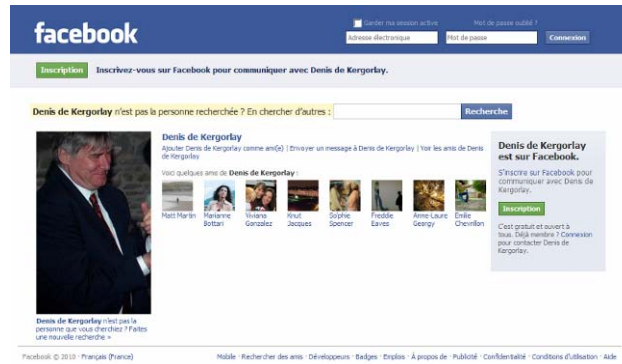 facebook
Garder ma session active
Mot de passe oublié ?
Adresse électronique
Mot de passe
Connexion
Inscription
Inscrivez-vous sur Facebook pour communiquer avec Denis de Kergorlay.
Denis de Kergorlay n'est pas la personne recherchée ? En chercher d'autres :
Recherche
Denis de Kergorlay
Ajouter Denis de Kergorlay comme ami(e) | Envoyer un message à Denis de Kergorlay | Voir les amis de Denis
de Kergorlay
Voici quelques amis de Denis de Kergorlay :
Matt Martin
Marianne
Bottari
Viviana
Gonzalez
Knut
Jacques
Sophie
Spencer
Freddie
Eaves
Anne-Laure
Georgy
Emilie
Chevrillon
Denis de Kergorlay
est sur Facebook.
S'inscrire sur Facebook pour
communiquer avec Denis de
Kergorlay.
Inscription
C'est gratuit et ouvert à
tous. Déjà membre ? Connexion
pour contacter Denis de
Kergorlay.
Denis de Kergorlay n'est pas la
personne que vous cherchiez ? Faites
une nouvelle recherche »
Facebook © 2010 · Français (France)
Mobile · Rechercher des amis · Développeurs · Badges · Emplois · À propos de · Publicité · Confidentialité · Conditions d'utilisation · Aide